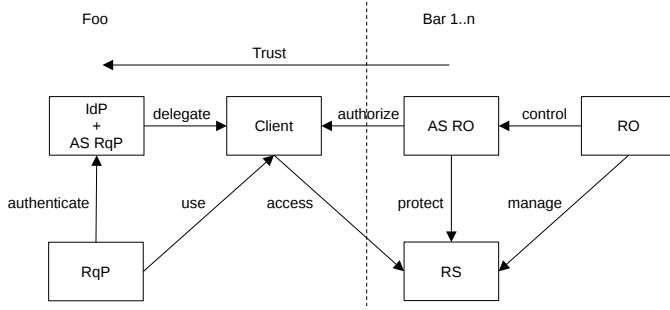 Foo
Bar 1..n
Trust
IdP
+
AS RqP
delegate
Client
authorize
AS RO
control
RO
authenticate
use
access
protect
manage
RqP
RS